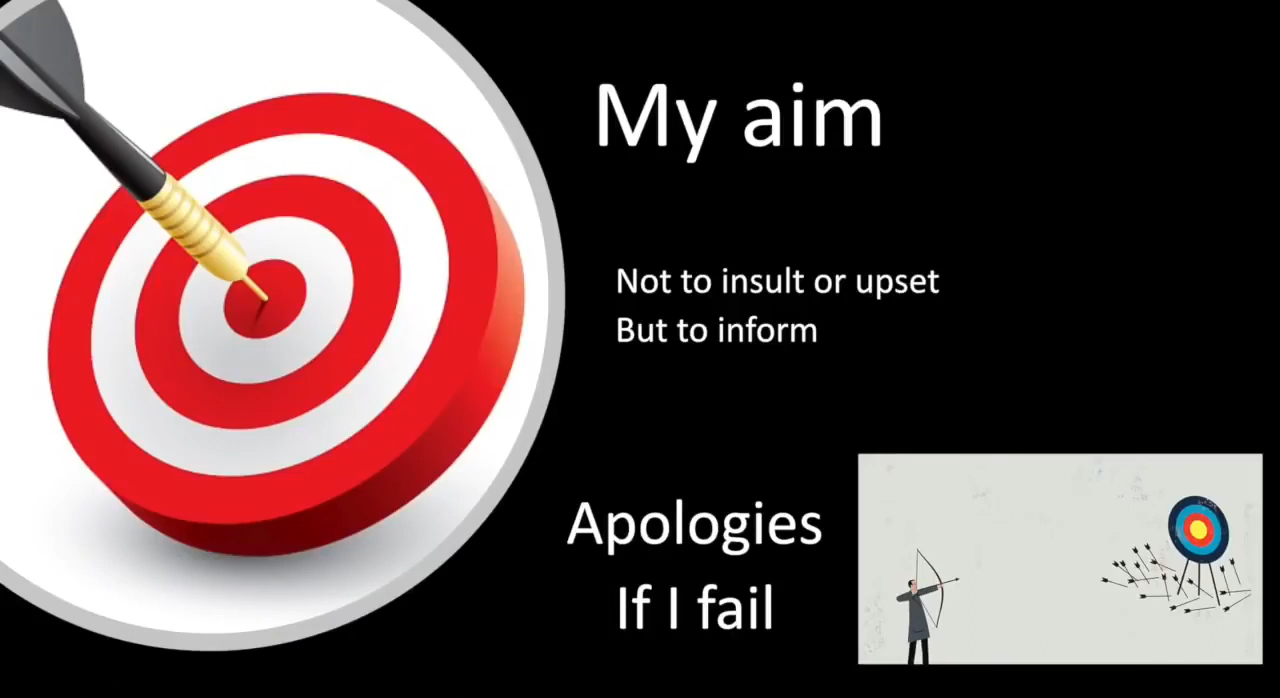 My aim
Not to insult or upset
But to inform
Apologies
If I fail